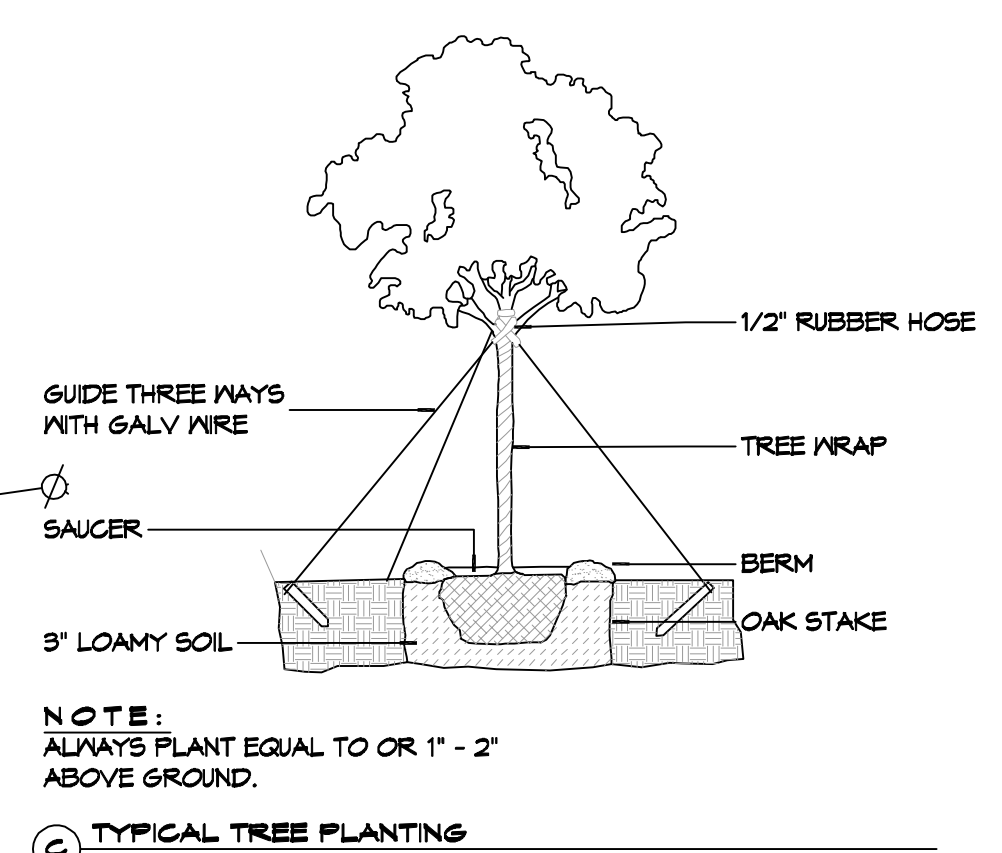 1/2" RUBBER HOSE
GUIDE THREE WAYS
WITH GALV WIRE
TREE WRAP
SAUCER
BERM
OAK STAKE
3" LOAMY SOIL
NOTE:
ALWAYS PLANT EQUAL TO OR 1" - 2"
ABOVE GROUND.
TYPICAL TREE PLANTING